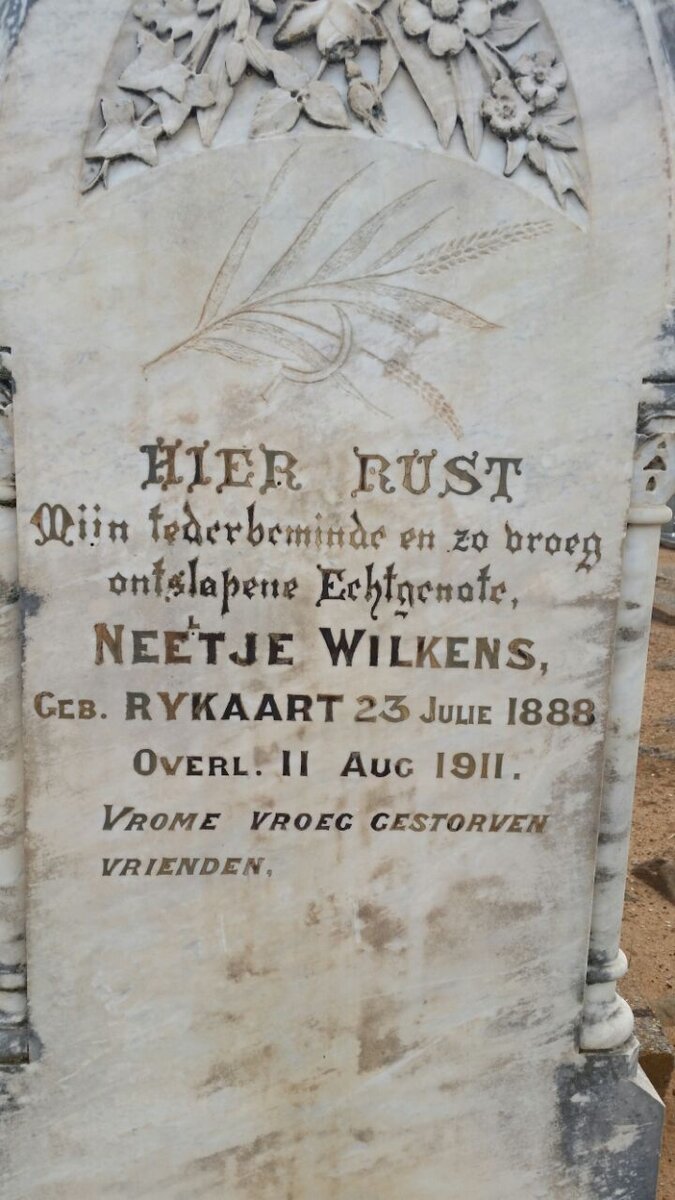 HIER RUST
Mijn tederbeminde en zo vroeg
ontslapene Echtgenote,
NEELTJE WILKENS,
GEB. RYKAART 23 JULIE 1888
OVERL. 11 AUG 1911.
VROME VROEG GESTORVEN
VRIENDEN,